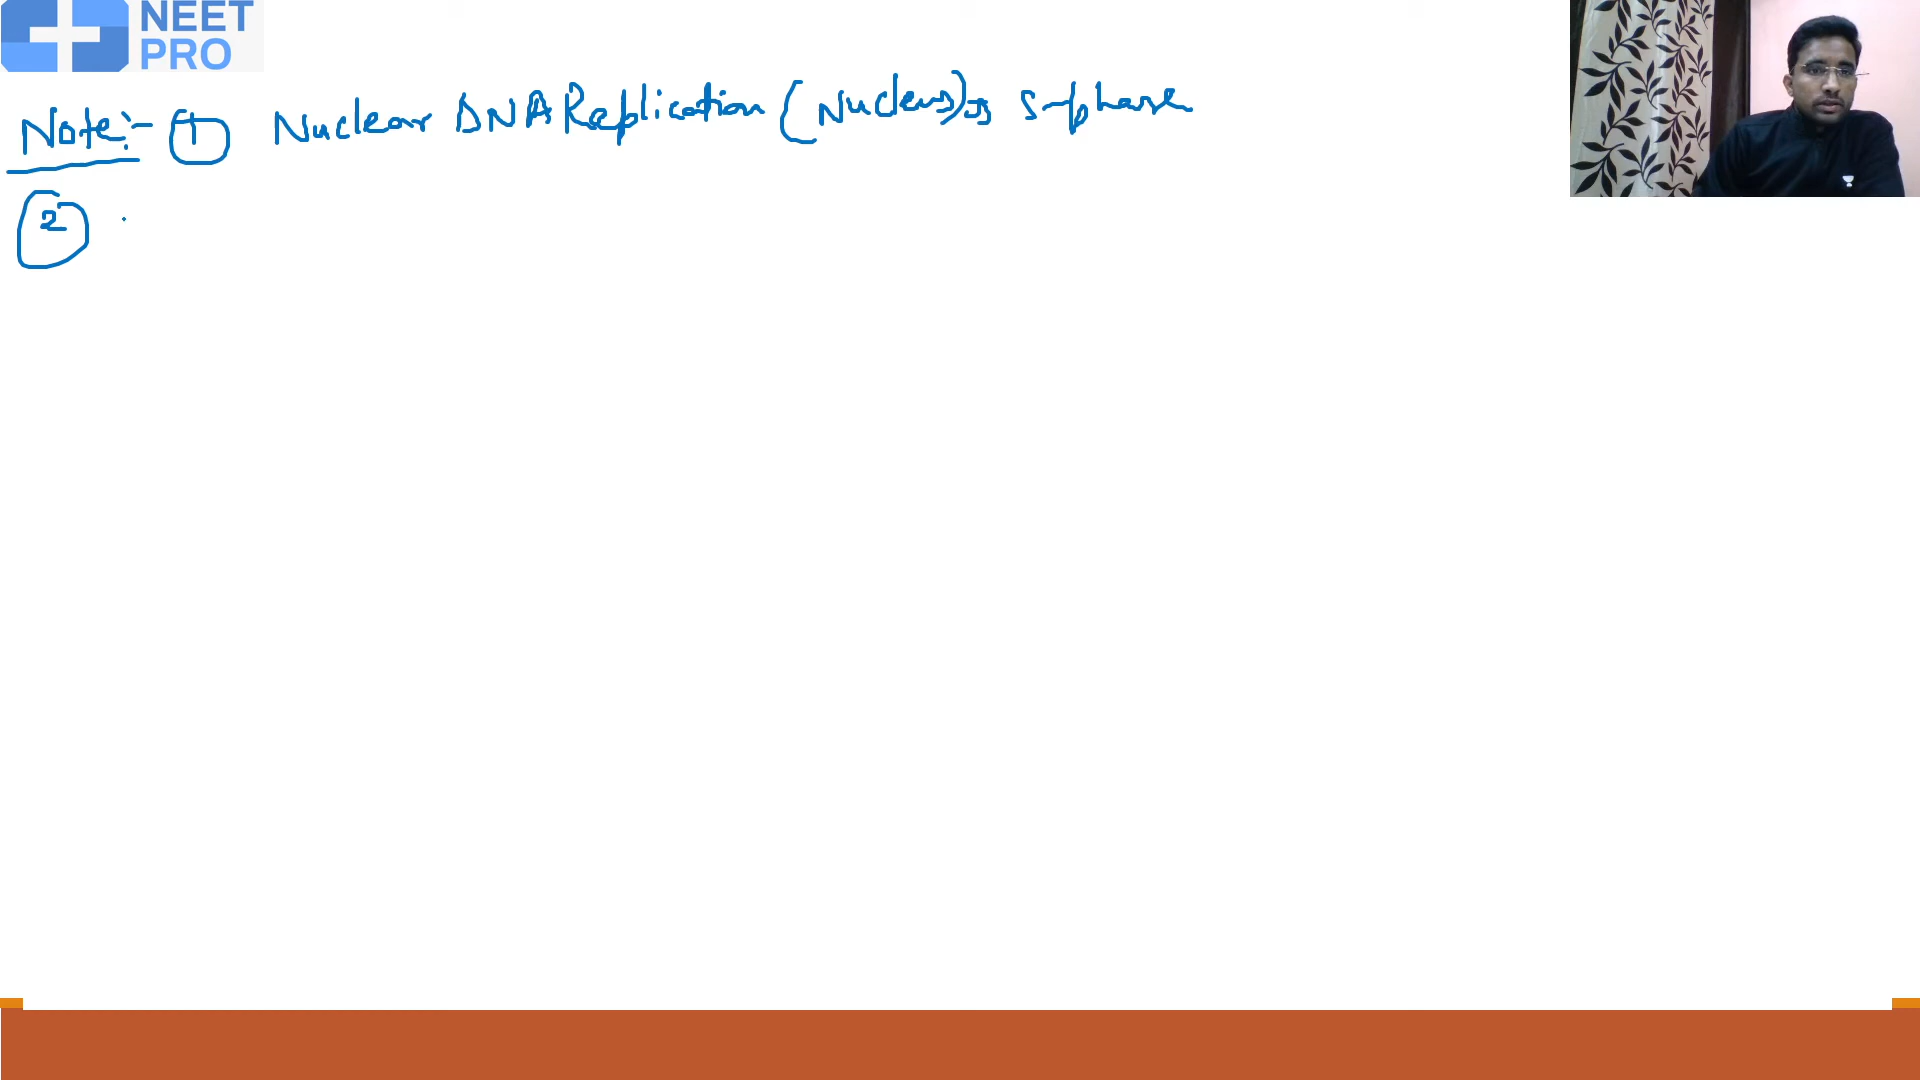 NEET
PRO
Note:- ① Nuclear DNA Replication (Nucleus) → S-phase
②